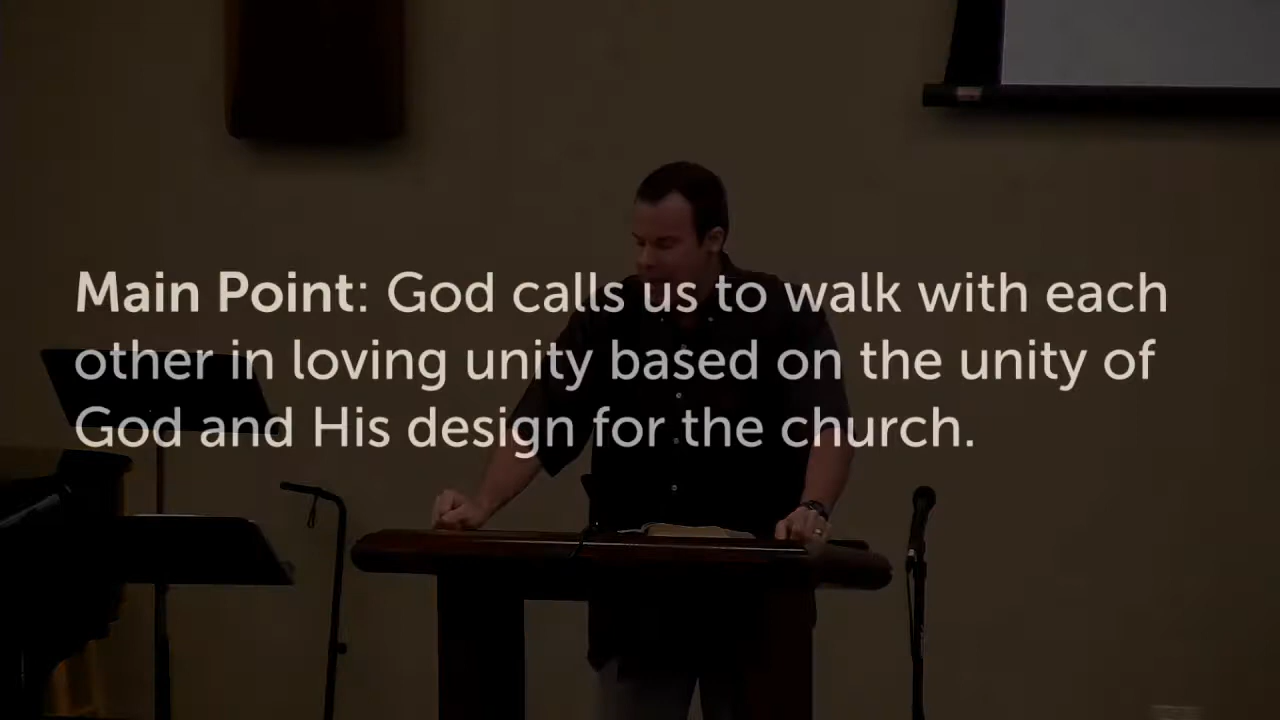 Main Point: God calls us to walk with each
other in loving unity based on the unity of
God and His design for the church.